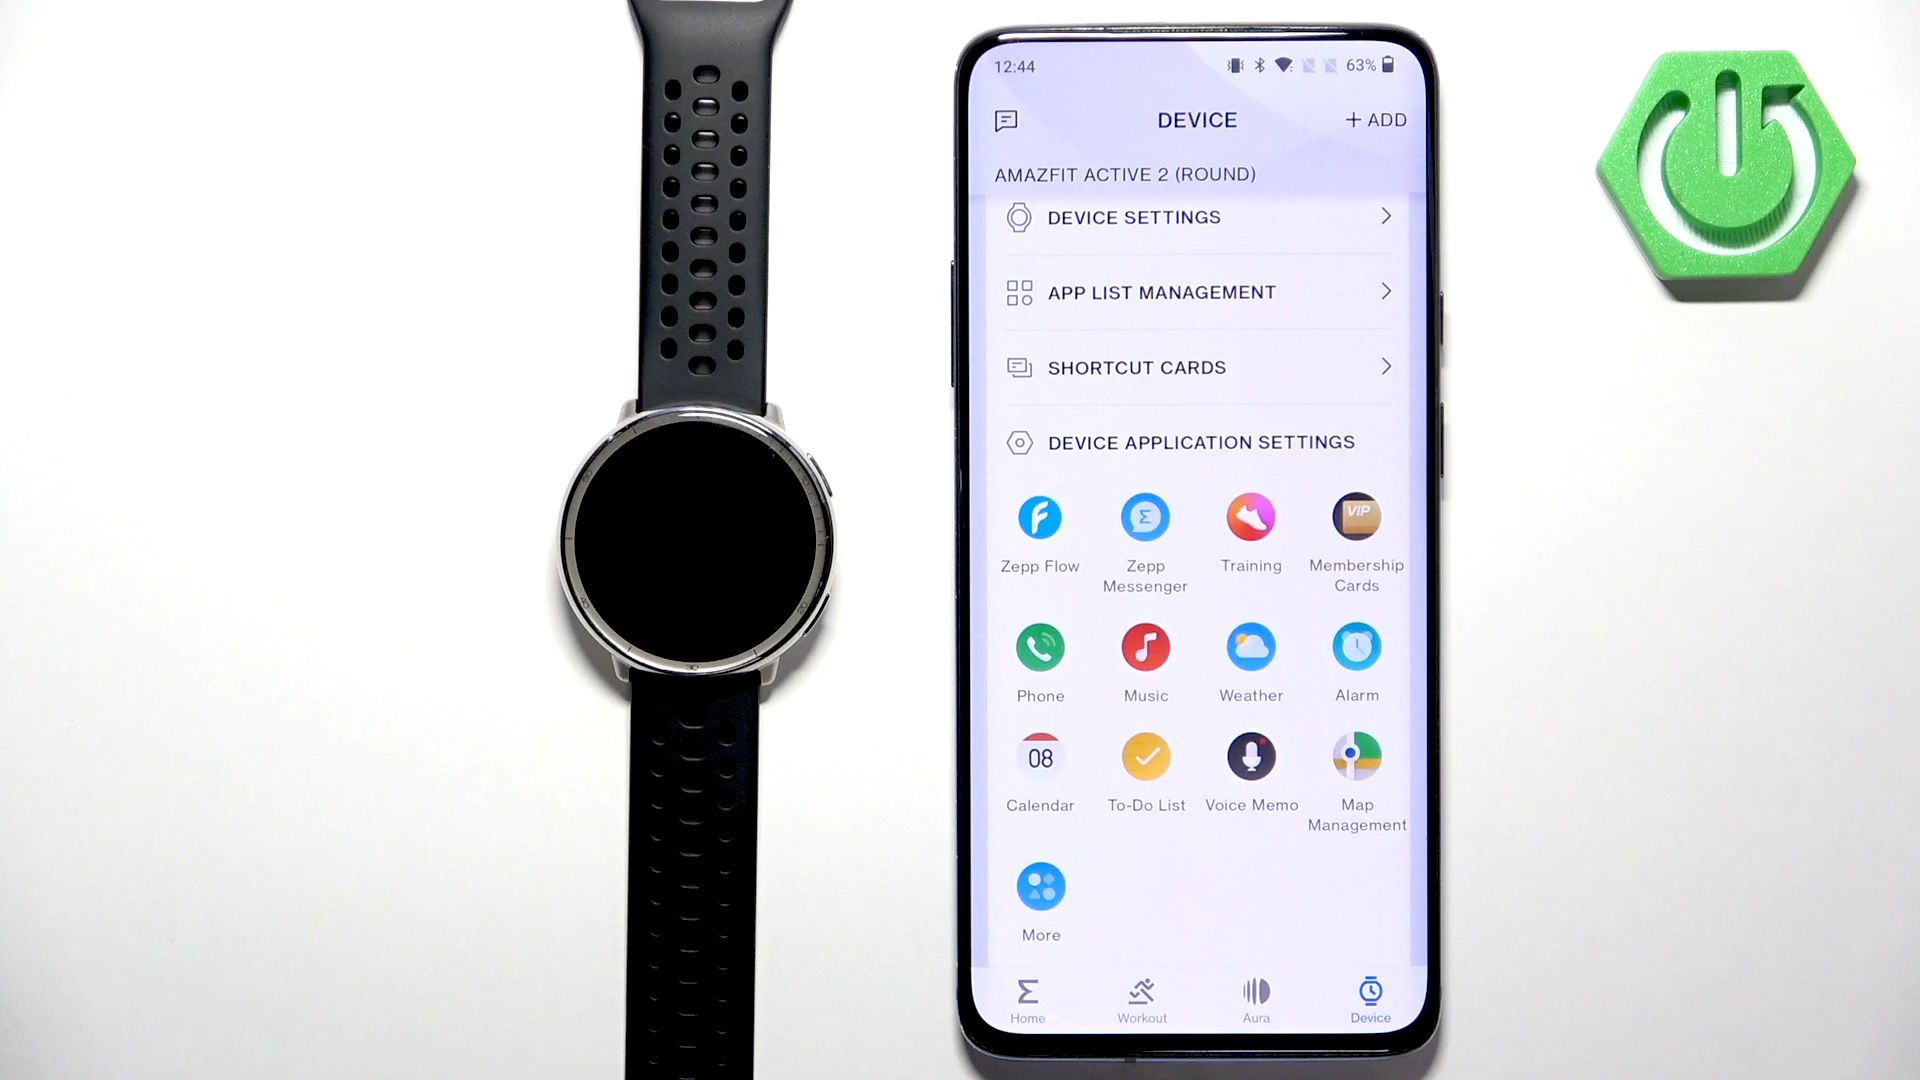 12:44
63%
DEVICE
+ ADD
AMAZFIT ACTIVE 2 (ROUND)
DEVICE SETTINGS
APP LIST MANAGEMENT
SHORTCUT CARDS
DEVICE APPLICATION SETTINGS
VIP
Zepp Flow
Zepp Messenger
Training
Membership Cards
Phone
Music
Weather
Alarm
08
Calendar
To-Do List
Voice Memo
Map Management
More
Home
Workout
Aura
Device
30